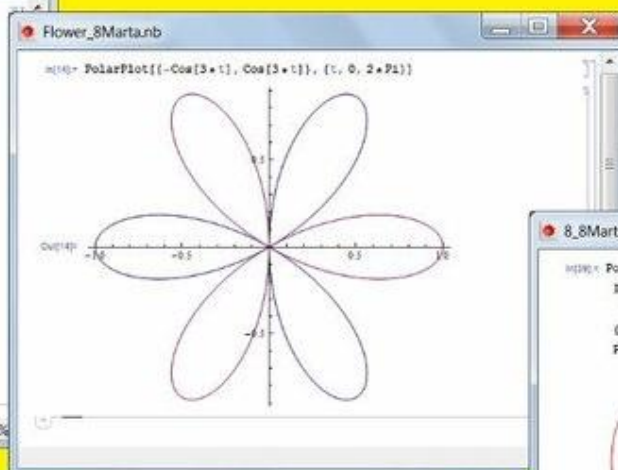 Flower_8Marta.nb
In[14]:= PolarPlot[{-Cos[3*t], Cos[3*t]}, {t, 0, 2*Pi}]
0.5
Out[14]=
-1.0 -0.5 0.5 1.0
-0.5
8_8Mart
Po
%